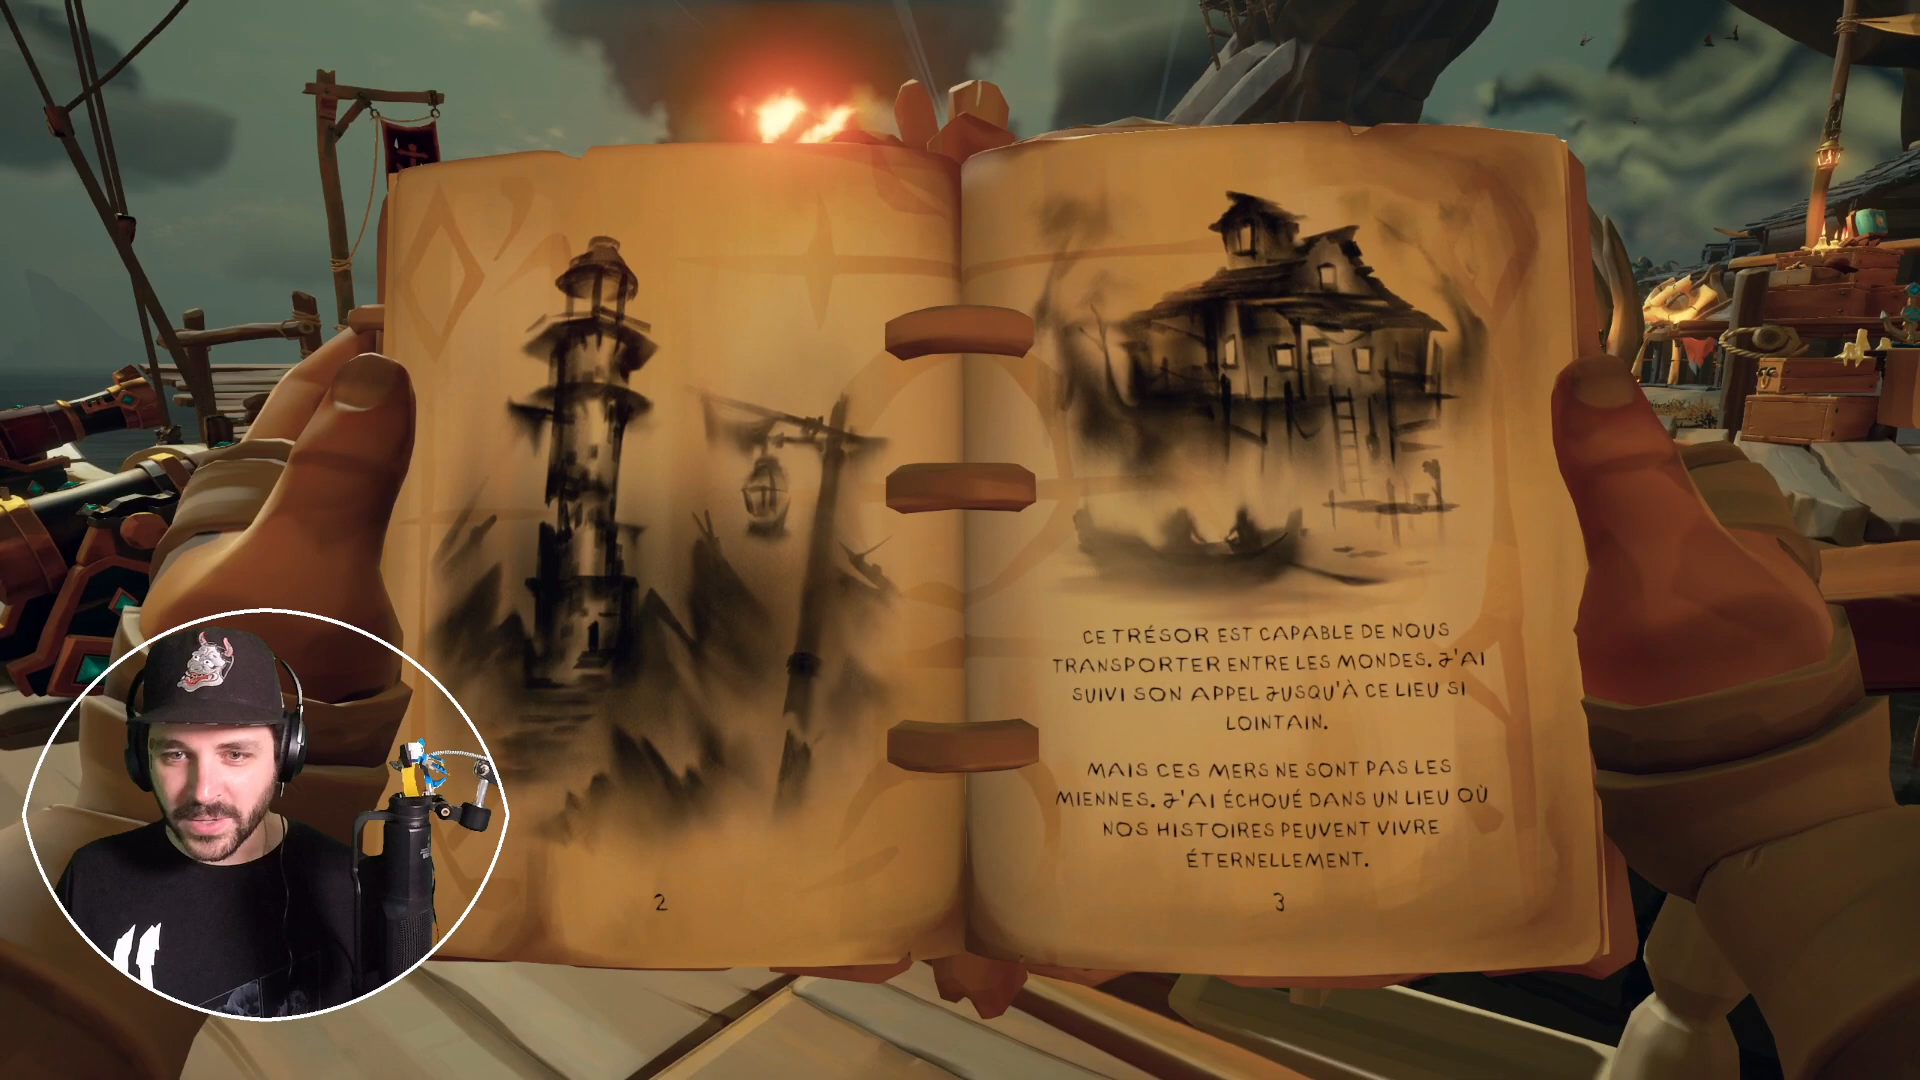 CE TRÉSOR EST CAPABLE DE NOUS
TRANSPORTER ENTRE LES MONDES. J'AI
SUIVI SON APPEL JUSQU'À CE LIEU SI
LOINTAIN.
MAIS CES MERS NE SONT PAS LES
MIENNES. J'AI ÉCHOUÉ DANS UN LIEU OÙ
NOS HISTOIRES PEUVENT VIVRE
ÉTERNELLEMENT.
2
3